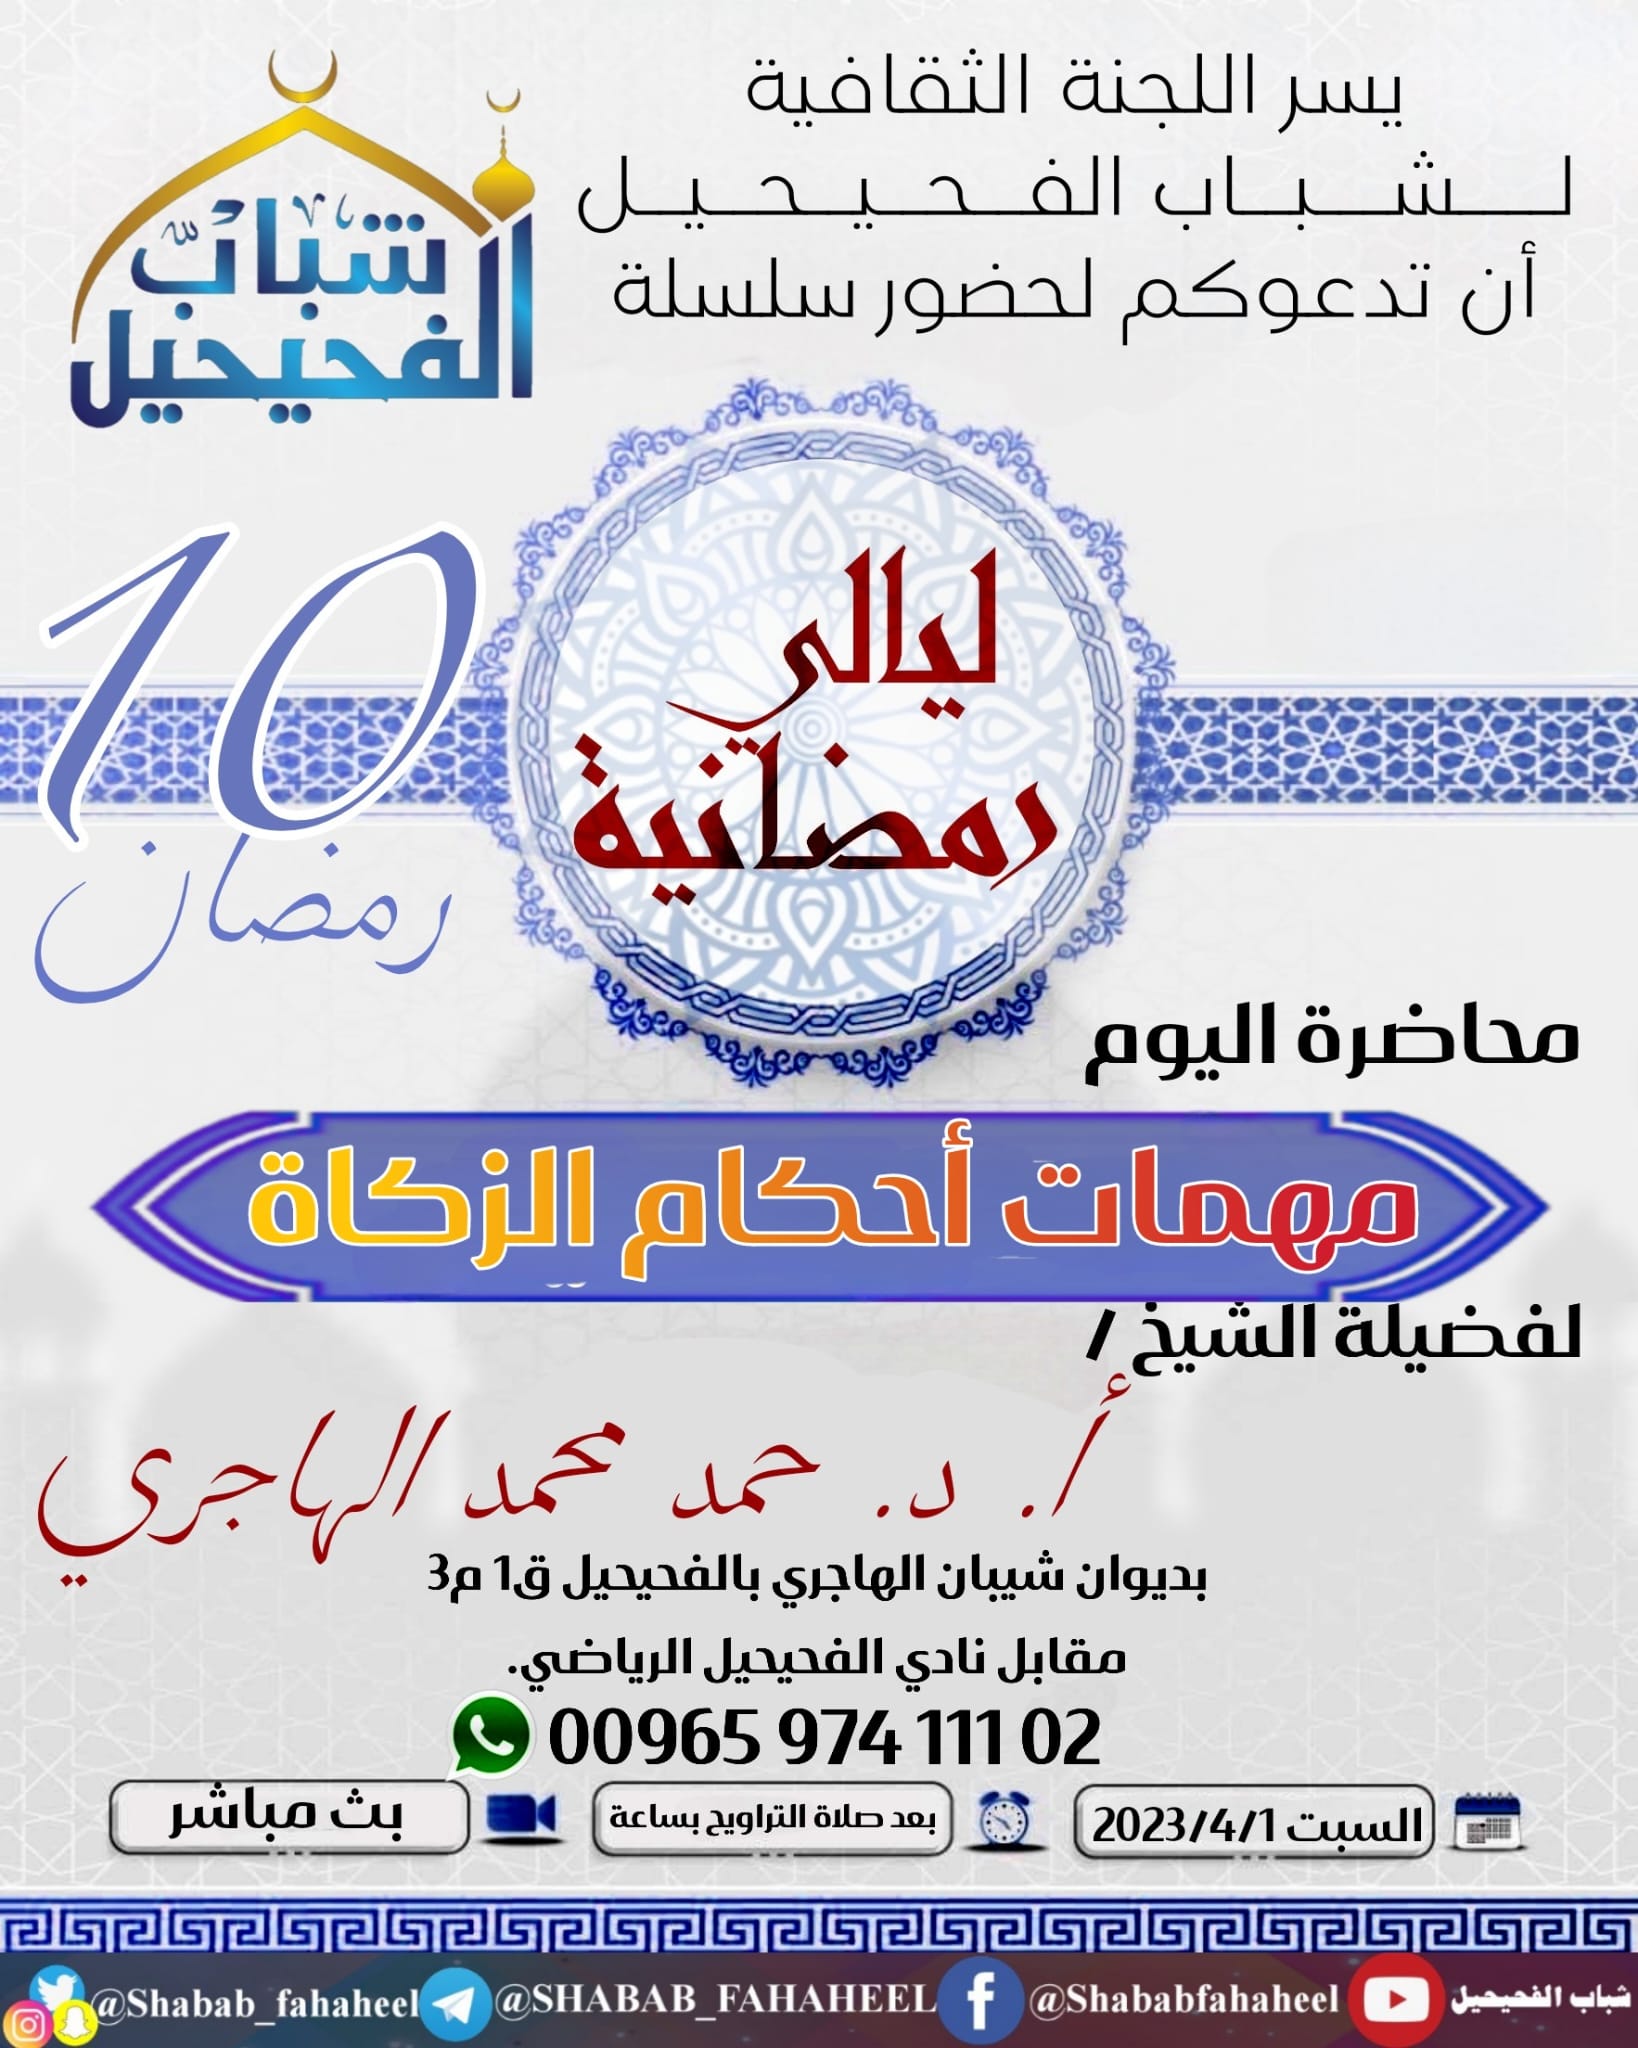 يسر اللجنة الثقافية
لشباب الفحيحيل
أن تدعوكم لحضور سلسلة
شباب
الفحيحيل
ليالي
رمضانية
10
رمضان
محاضرة اليوم
مهمات أحكام الزكاة
لفضيلة الشيخ /
أ. د. حمد محمد الهاجري
بديوان شيبان الهاجري بالفحيحيل ق1 م3
مقابل نادي الفحيحيل الرياضي.
00965 974 111 02
السبت 2023/4/1
بعد صلاة التراويح بساعة
بث مباشر
@Shabab_fahaheel
@SHABAB_FAHAHEEL
@Shababfahaheel
شباب الفحيحيل